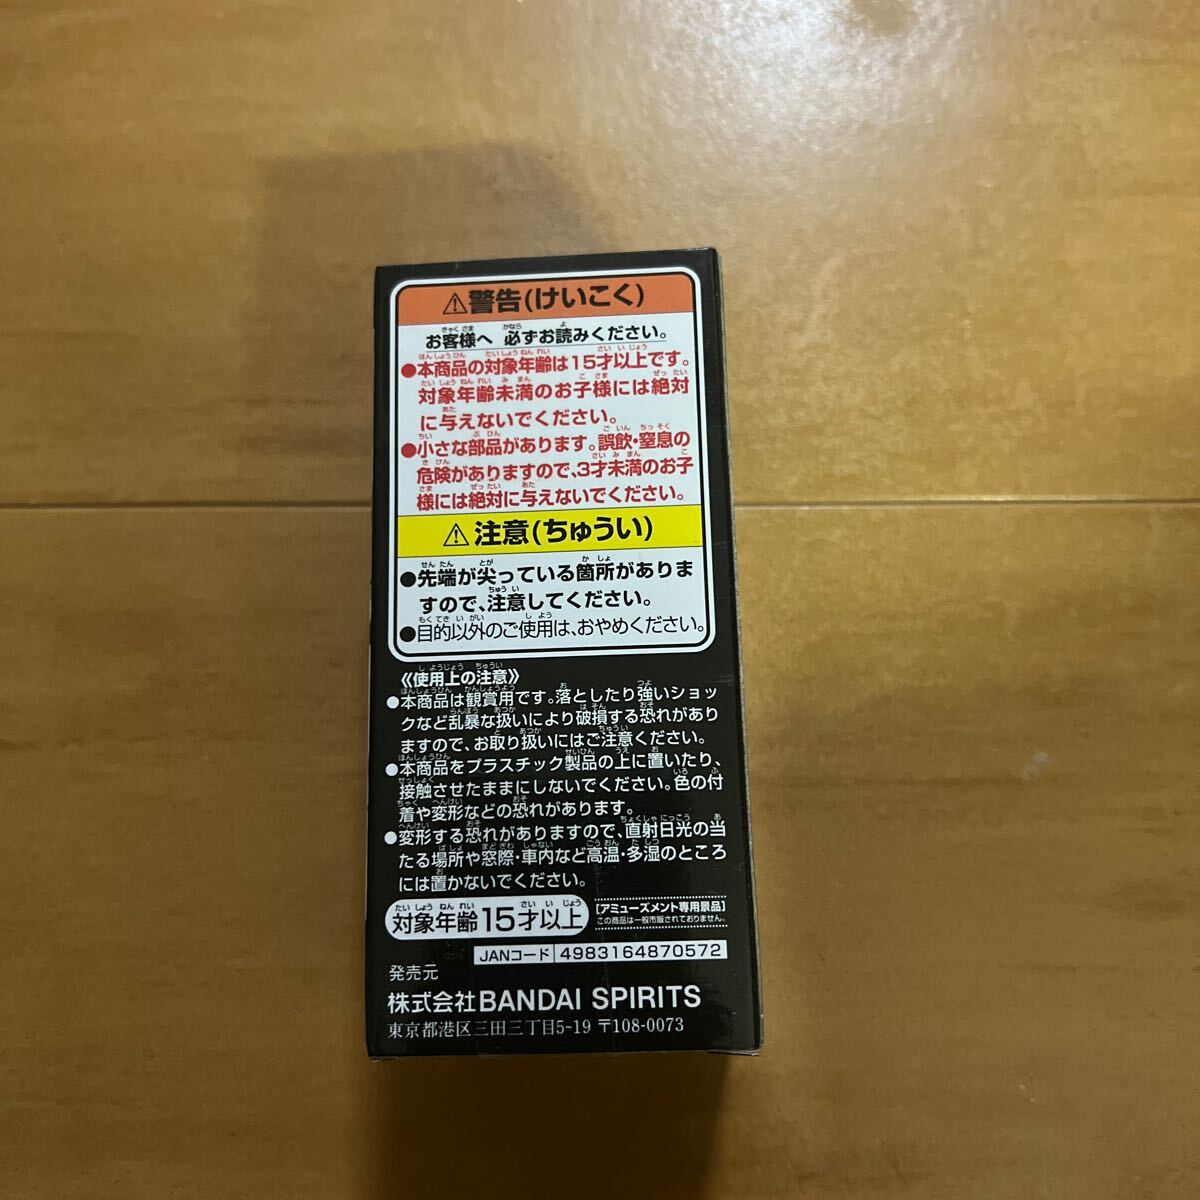 ⚠警告(けいこく)
お客様へ 必ずお読みください。
●本商品の対象年齢は15才以上です。
対象年齢未満のお子様には絶対
に与えないでください。
●小さな部品があります。誤飲・窒息の
危険がありますので、3才未満のお子
様には絶対に与えないでください。
⚠注意(ちゅうい)
●先端が尖っている箇所がありま
すので、注意してください。
●目的以外のご使用は、おやめください。
《使用上の注意》
●本商品は観賞用です。落としたり強いショッ
クなど乱暴な扱いにより破損する恐れがあり
ますので、お取り扱いにはご注意ください。
●本商品をプラスチック製品の上に置いたり、
接触させたままにしないでください。色の付
着や変形などの恐れがあります。
●変形する恐れがありますので、直射日光の当
たる場所や窓際・車内など高温・多湿のところ
には置かないでください。
対象年齢15才以上
[アミューズメント専用景品]
この商品は一般市販されておりません。
JANコード 4983164870572
発売元
株式会社BANDAI SPIRITS
東京都港区三田三丁目5-19 〒108-0073